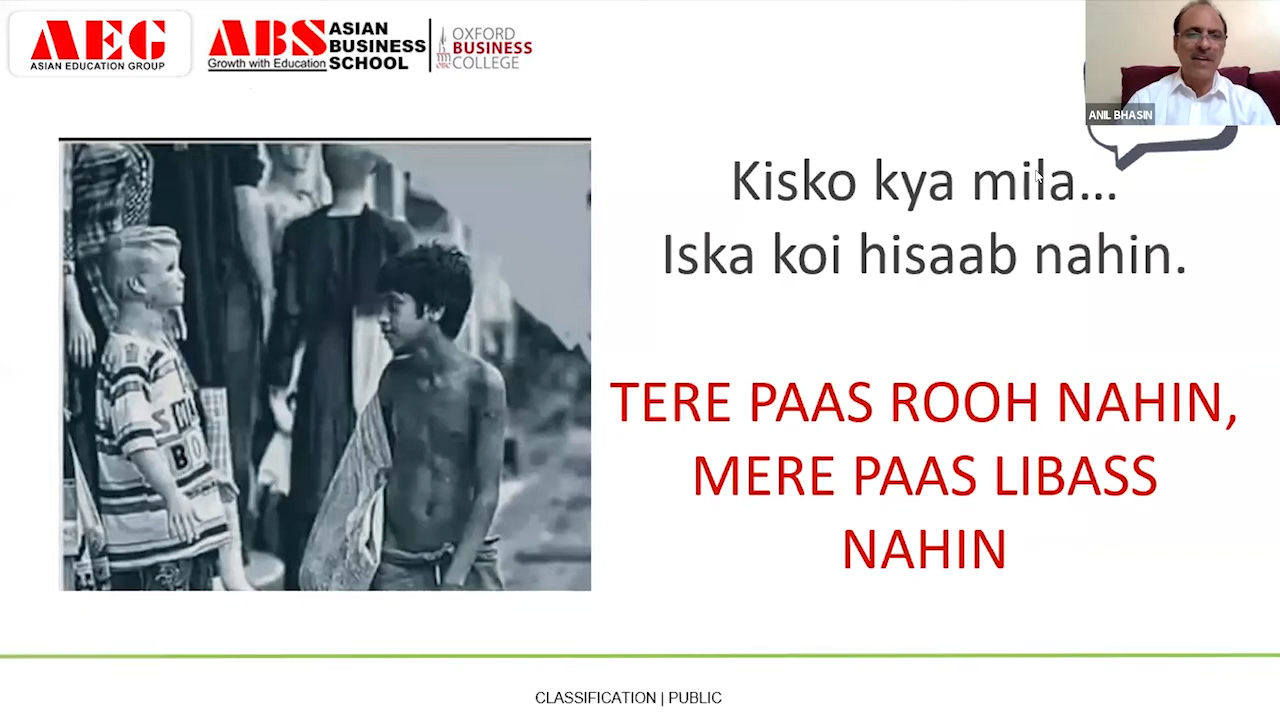 AEG
ASIAN EDUCATION GROUP
ABS
Growth with Education
ASIAN
BUSINESS
SCHOOL
OXFORD
BUSINESS
COLLEGE
ANIL BHASIN
Kisko kya mila...
Iska koi hisaab nahin.
TERE PAAS ROOH NAHIN,
MERE PAAS LIBASS
NAHIN
CLASSIFICATION | PUBLIC